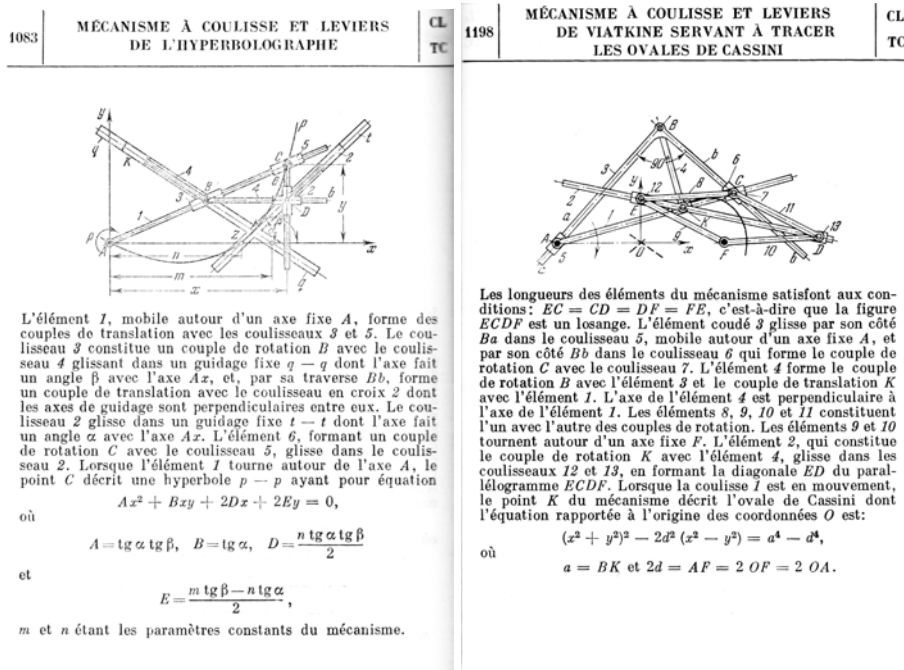 1083
MÉCANISME À COULISSE ET LEVIERS
DE L'HYPERBOLOGRAPHE
CL
TC
L'élément 1, mobile autour d'un axe fixe A, forme des
couples de translation avec les coulisseaux 3 et 5. Le cou-
lisseau 3 constitue un couple de rotation B avec le coulis-
seau 4 glissant dans un guidage fixe q — q dont l'axe fait
un angle β avec l'axe Ax, et, par sa traverse Bb, forme
un couple de translation avec le coulisseau en croix 2 dont
les axes de guidage sont perpendiculaires entre eux. Le cou-
lisseau 2 glisse dans un guidage fixe t — t dont l'axe fait
un angle α avec l'axe Ax. L'élément 6, formant un couple
de rotation C avec le coulisseau 5, glisse dans le coulis-
seau 2. Lorsque l'élément 1 tourne autour de l'axe A, le
point C décrit une hyperbole p — p ayant pour équation
Ax² + Bxy + 2Dx + 2Ey = 0,
où
A = tg α tg β, B = tg α, D = n tg α tg β / 2
et
E = m tg β — n tg α / 2 ,
m et n étant les paramètres constants du mécanisme.
1198
MÉCANISME À COULISSE ET LEVIERS
DE VIATKINE SERVANT À TRACER
LES OVALES DE CASSINI
CL
TC
Les longueurs des éléments du mécanisme satisfont aux con-
ditions: EC = CD = DF = FE, c'est-à-dire que la figure
ECDF est un losange. L'élément coudé 3 glisse par son côté
Ba dans le coulisseau 5, mobile autour d'un axe fixe A, et
par son côté Bb dans le coulisseau 6 qui forme le couple de
rotation C avec le coulisseau 7. L'élément 4 forme le couple
de rotation B avec l'élément 3 et le couple de translation K
avec l'élément 1. L'axe de l'élément 4 est perpendiculaire à
l'axe de l'élément 1. Les éléments 8, 9, 10 et 11 constituent
l'un avec l'autre des couples de rotation. Les éléments 9 et 10
tournent autour d'un axe fixe F. L'élément 2, qui constitue
le couple de rotation K avec l'élément 4, glisse dans les
coulisseaux 12 et 13, en formant la diagonale ED du paral-
lélogramme ECDF. Lorsque la coulisse 1 est en mouvement,
le point K du mécanisme décrit l'ovale de Cassini dont
l'équation rapportée à l'origine des coordonnées O est:
(x² + y²)² — 2d² (x² — y²) = a⁴ — d⁴,
où
a = BK et 2d = AF = 2 OF = 2 OA.